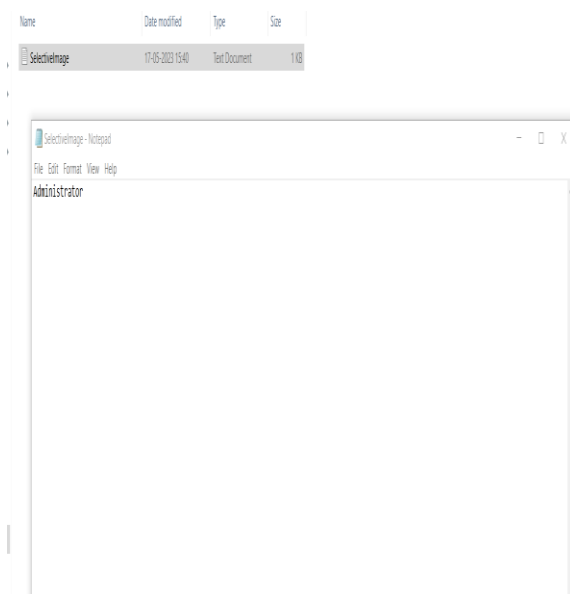 Name Date modified Type Size
SelectiveImage 17-05-2023 15:40 Text Document 1 KB
SelectiveImage - Notepad
File Edit Format View Help
Administrator